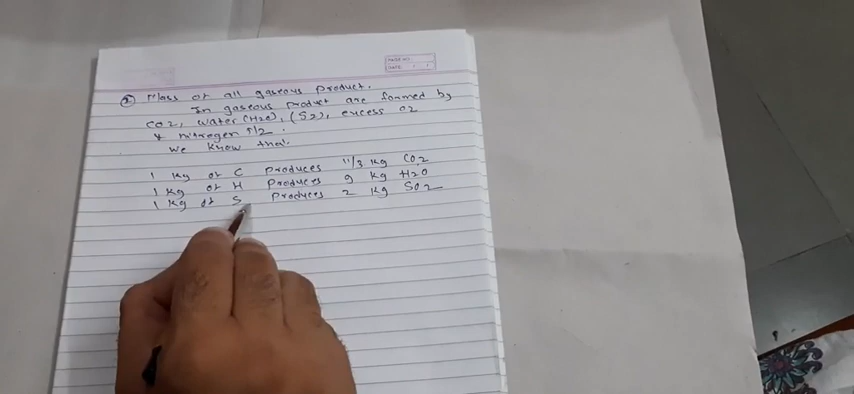 ② Mass of all gaseous product.
In gaseous product are formed by
CO2, water (H2O), (S2), excess O2
& nitrogen
We know that.
1 kg of C Produces 11/3 kg CO2
1 kg of H Produces 9 kg H2O
1 kg of S Produces 2 kg SO2